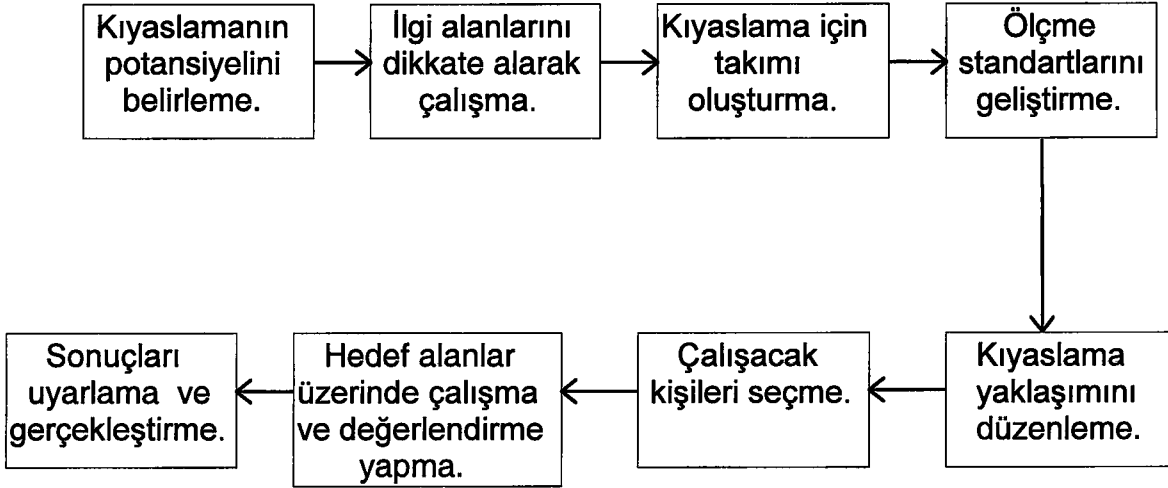 Kıyaslamanın
potansiyelini
belirleme.
İlgi alanlarını
dikkate alarak
çalışma.
Kıyaslama için
takımı
oluşturma.
Ölçme
standartlarını
geliştirme.
Kıyaslama
yaklaşımını
düzenleme.
Çalışacak
kişileri seçme.
Hedef alanlar
üzerinde çalışma
ve değerlendirme
yapma.
Sonuçları
uyarlama ve
gerçekleştirme.